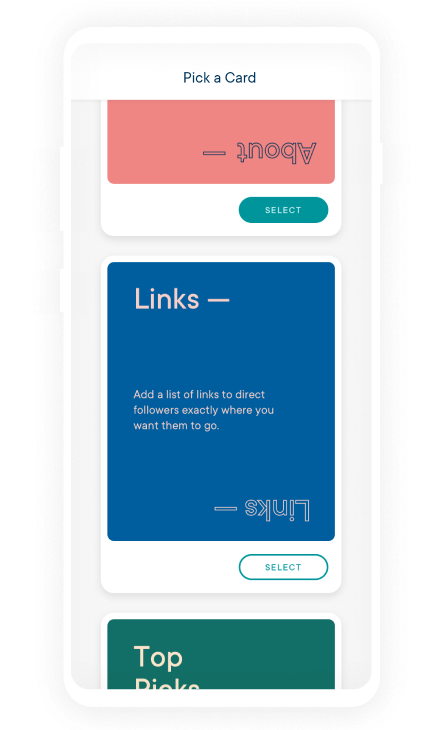 Pick a Card
About —
SELECT
Links —
Add a list of links to direct
followers exactly where you
want them to go.
Links —
SELECT
Top
Picks